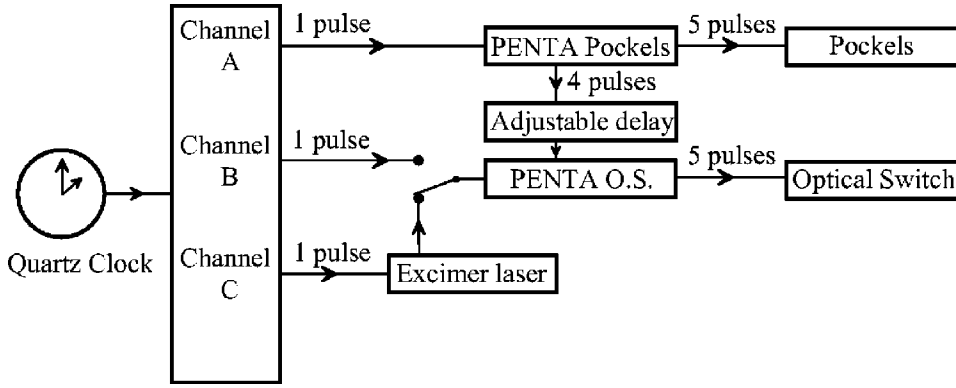 Channel
A
1 pulse
PENTA Pockels
5 pulses
Pockels
4 pulses
Adjustable delay
Channel
B
1 pulse
PENTA O.S.
5 pulses
Optical Switch
Quartz Clock
Channel
C
1 pulse
Excimer laser